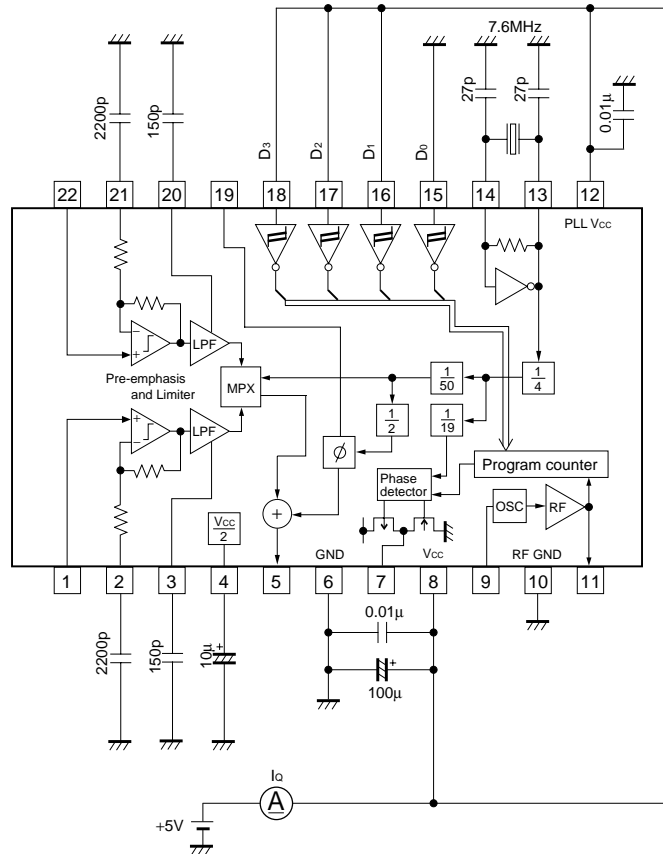 7.6MHz
2200p
150p
27p
27p
0.01μ
D3
D2
D1
D0
22
21
20
19
18
17
16
15
14
13
12
PLL VCC
−
+
LPF
Pre-emphasis
and Limiter
MPX
1/50
1/4
1/2
1/19
+
−
LPF
ϕ
Phase
detector
Program counter
+
VCC/2
OSC
RF
GND
VCC
RF GND
1
2
3
4
5
6
7
8
9
10
11
2200p
150p
10μ
+
0.01μ
+
100μ
IQ
A
+5V